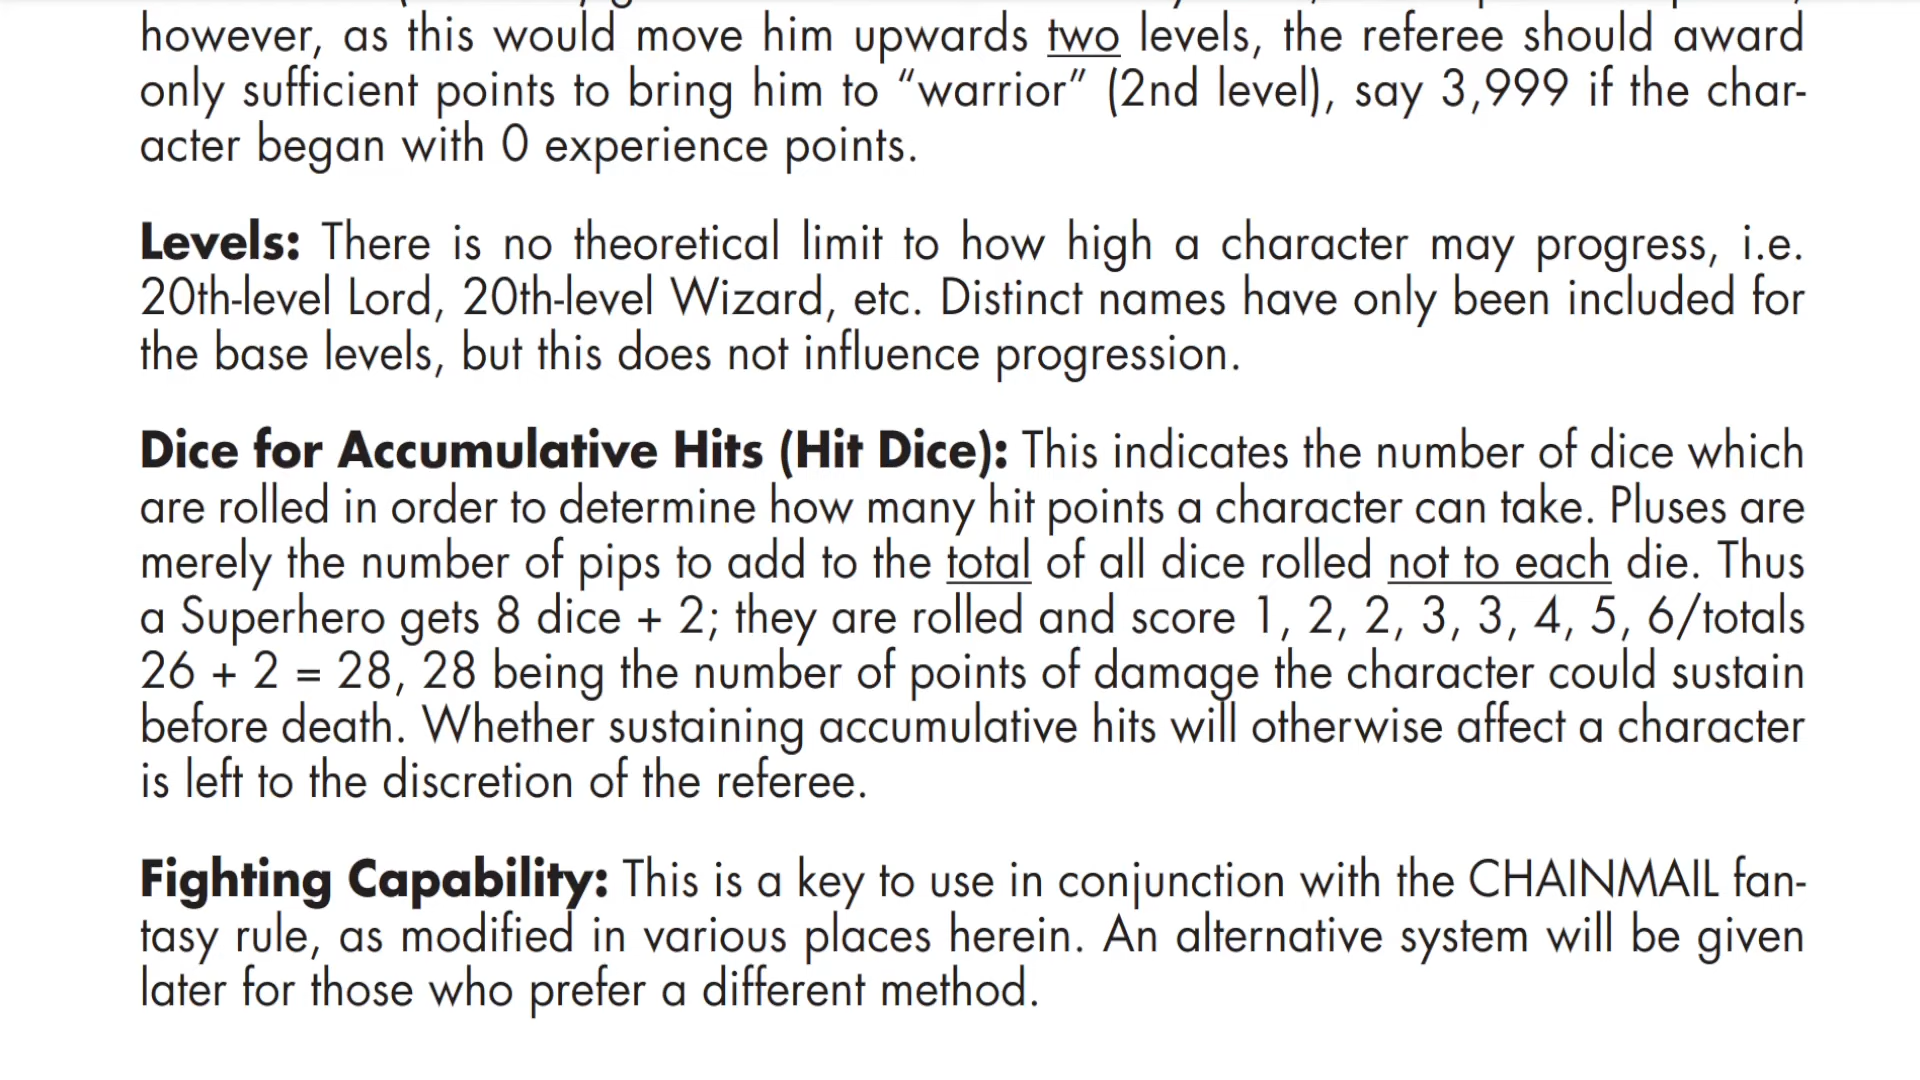 however, as this would move him upwards two levels, the referee should award
only sufficient points to bring him to “warrior” (2nd level), say 3,999 if the char-
acter began with 0 experience points.
Levels: There is no theoretical limit to how high a character may progress, i.e.
20th-level Lord, 20th-level Wizard, etc. Distinct names have only been included for
the base levels, but this does not influence progression.
Dice for Accumulative Hits (Hit Dice): This indicates the number of dice which
are rolled in order to determine how many hit points a character can take. Pluses are
merely the number of pips to add to the total of all dice rolled not to each die. Thus
a Superhero gets 8 dice + 2; they are rolled and score 1, 2, 2, 3, 3, 4, 5, 6/totals
26 + 2 = 28, 28 being the number of points of damage the character could sustain
before death. Whether sustaining accumulative hits will otherwise affect a character
is left to the discretion of the referee.
Fighting Capability: This is a key to use in conjunction with the CHAINMAIL fan-
tasy rule, as modified in various places herein. An alternative system will be given
later for those who prefer a different method.